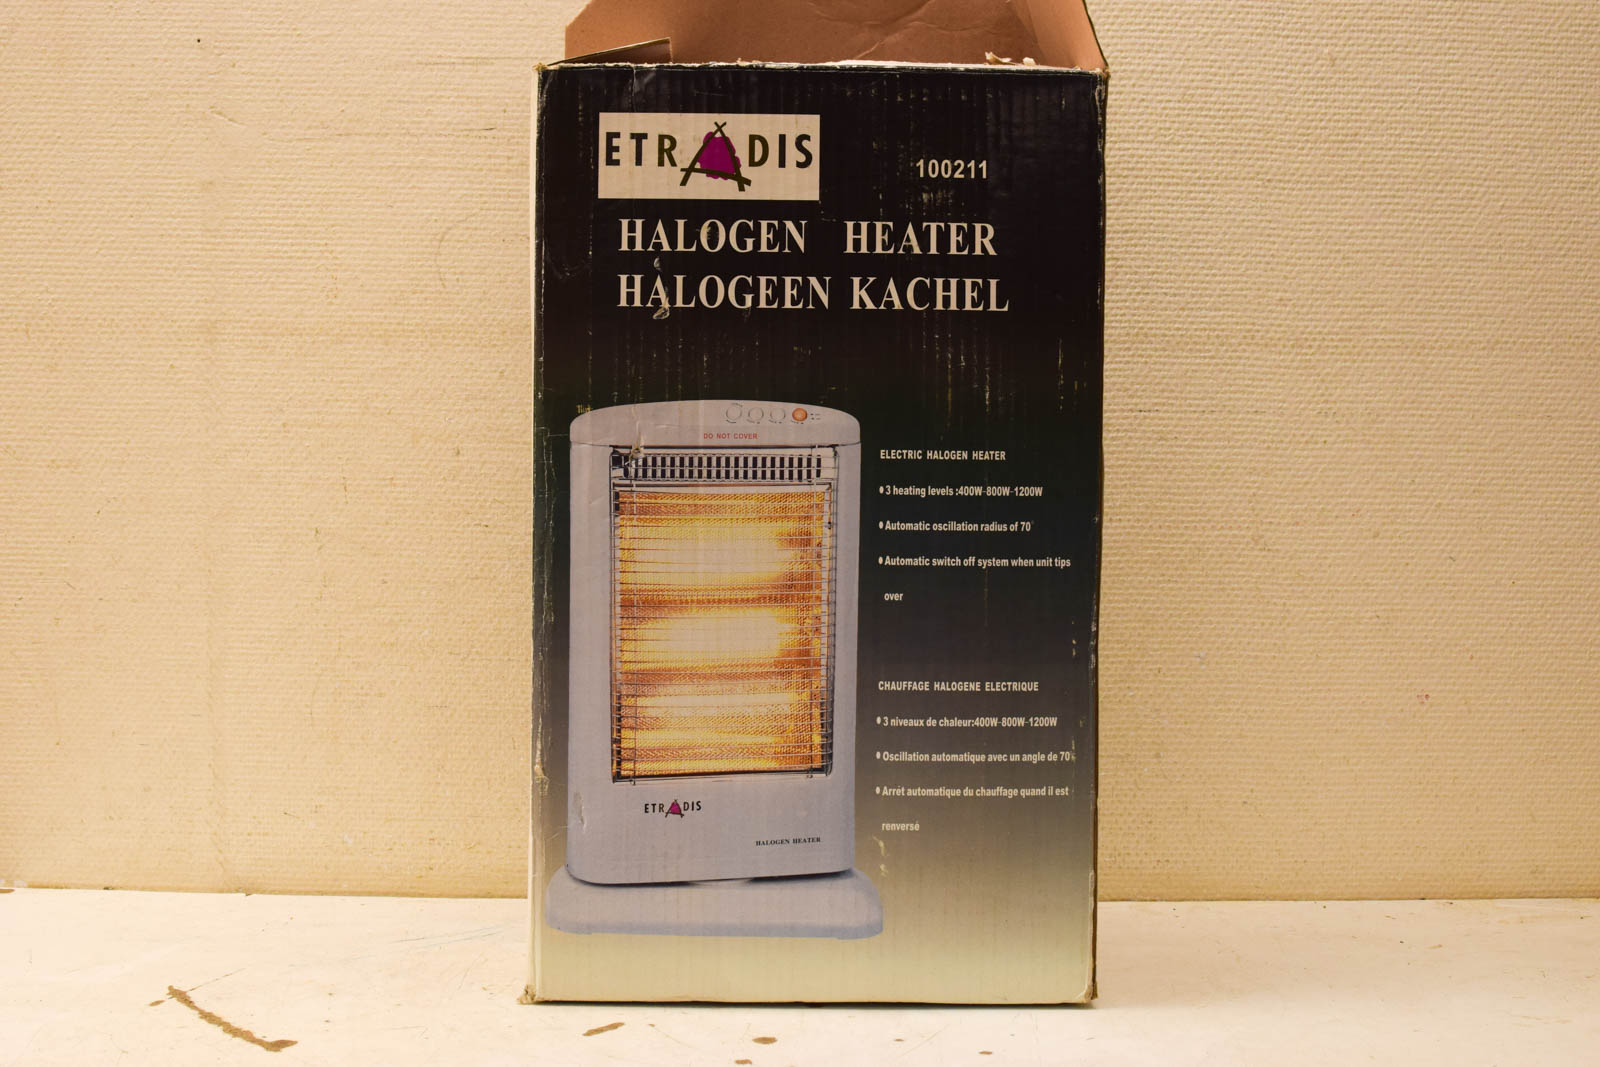 ETRADIS
100211
HALOGEN HEATER
HALOGEEN KACHEL
DO NOT COVER
ETRADIS
HALOGEN HEATER
ELECTRIC HALOGEN HEATER
• 3 heating levels :400W-800W-1200W
• Automatic oscillation radius of 70°
• Automatic switch off system when unit tips
over
CHAUFFAGE HALOGENE ELECTRIQUE
• 3 niveaux de chaleur:400W-800W-1200W
• Oscillation automatique avec un angle de 70°
• Arrêt automatique du chauffage quand il est
renversé